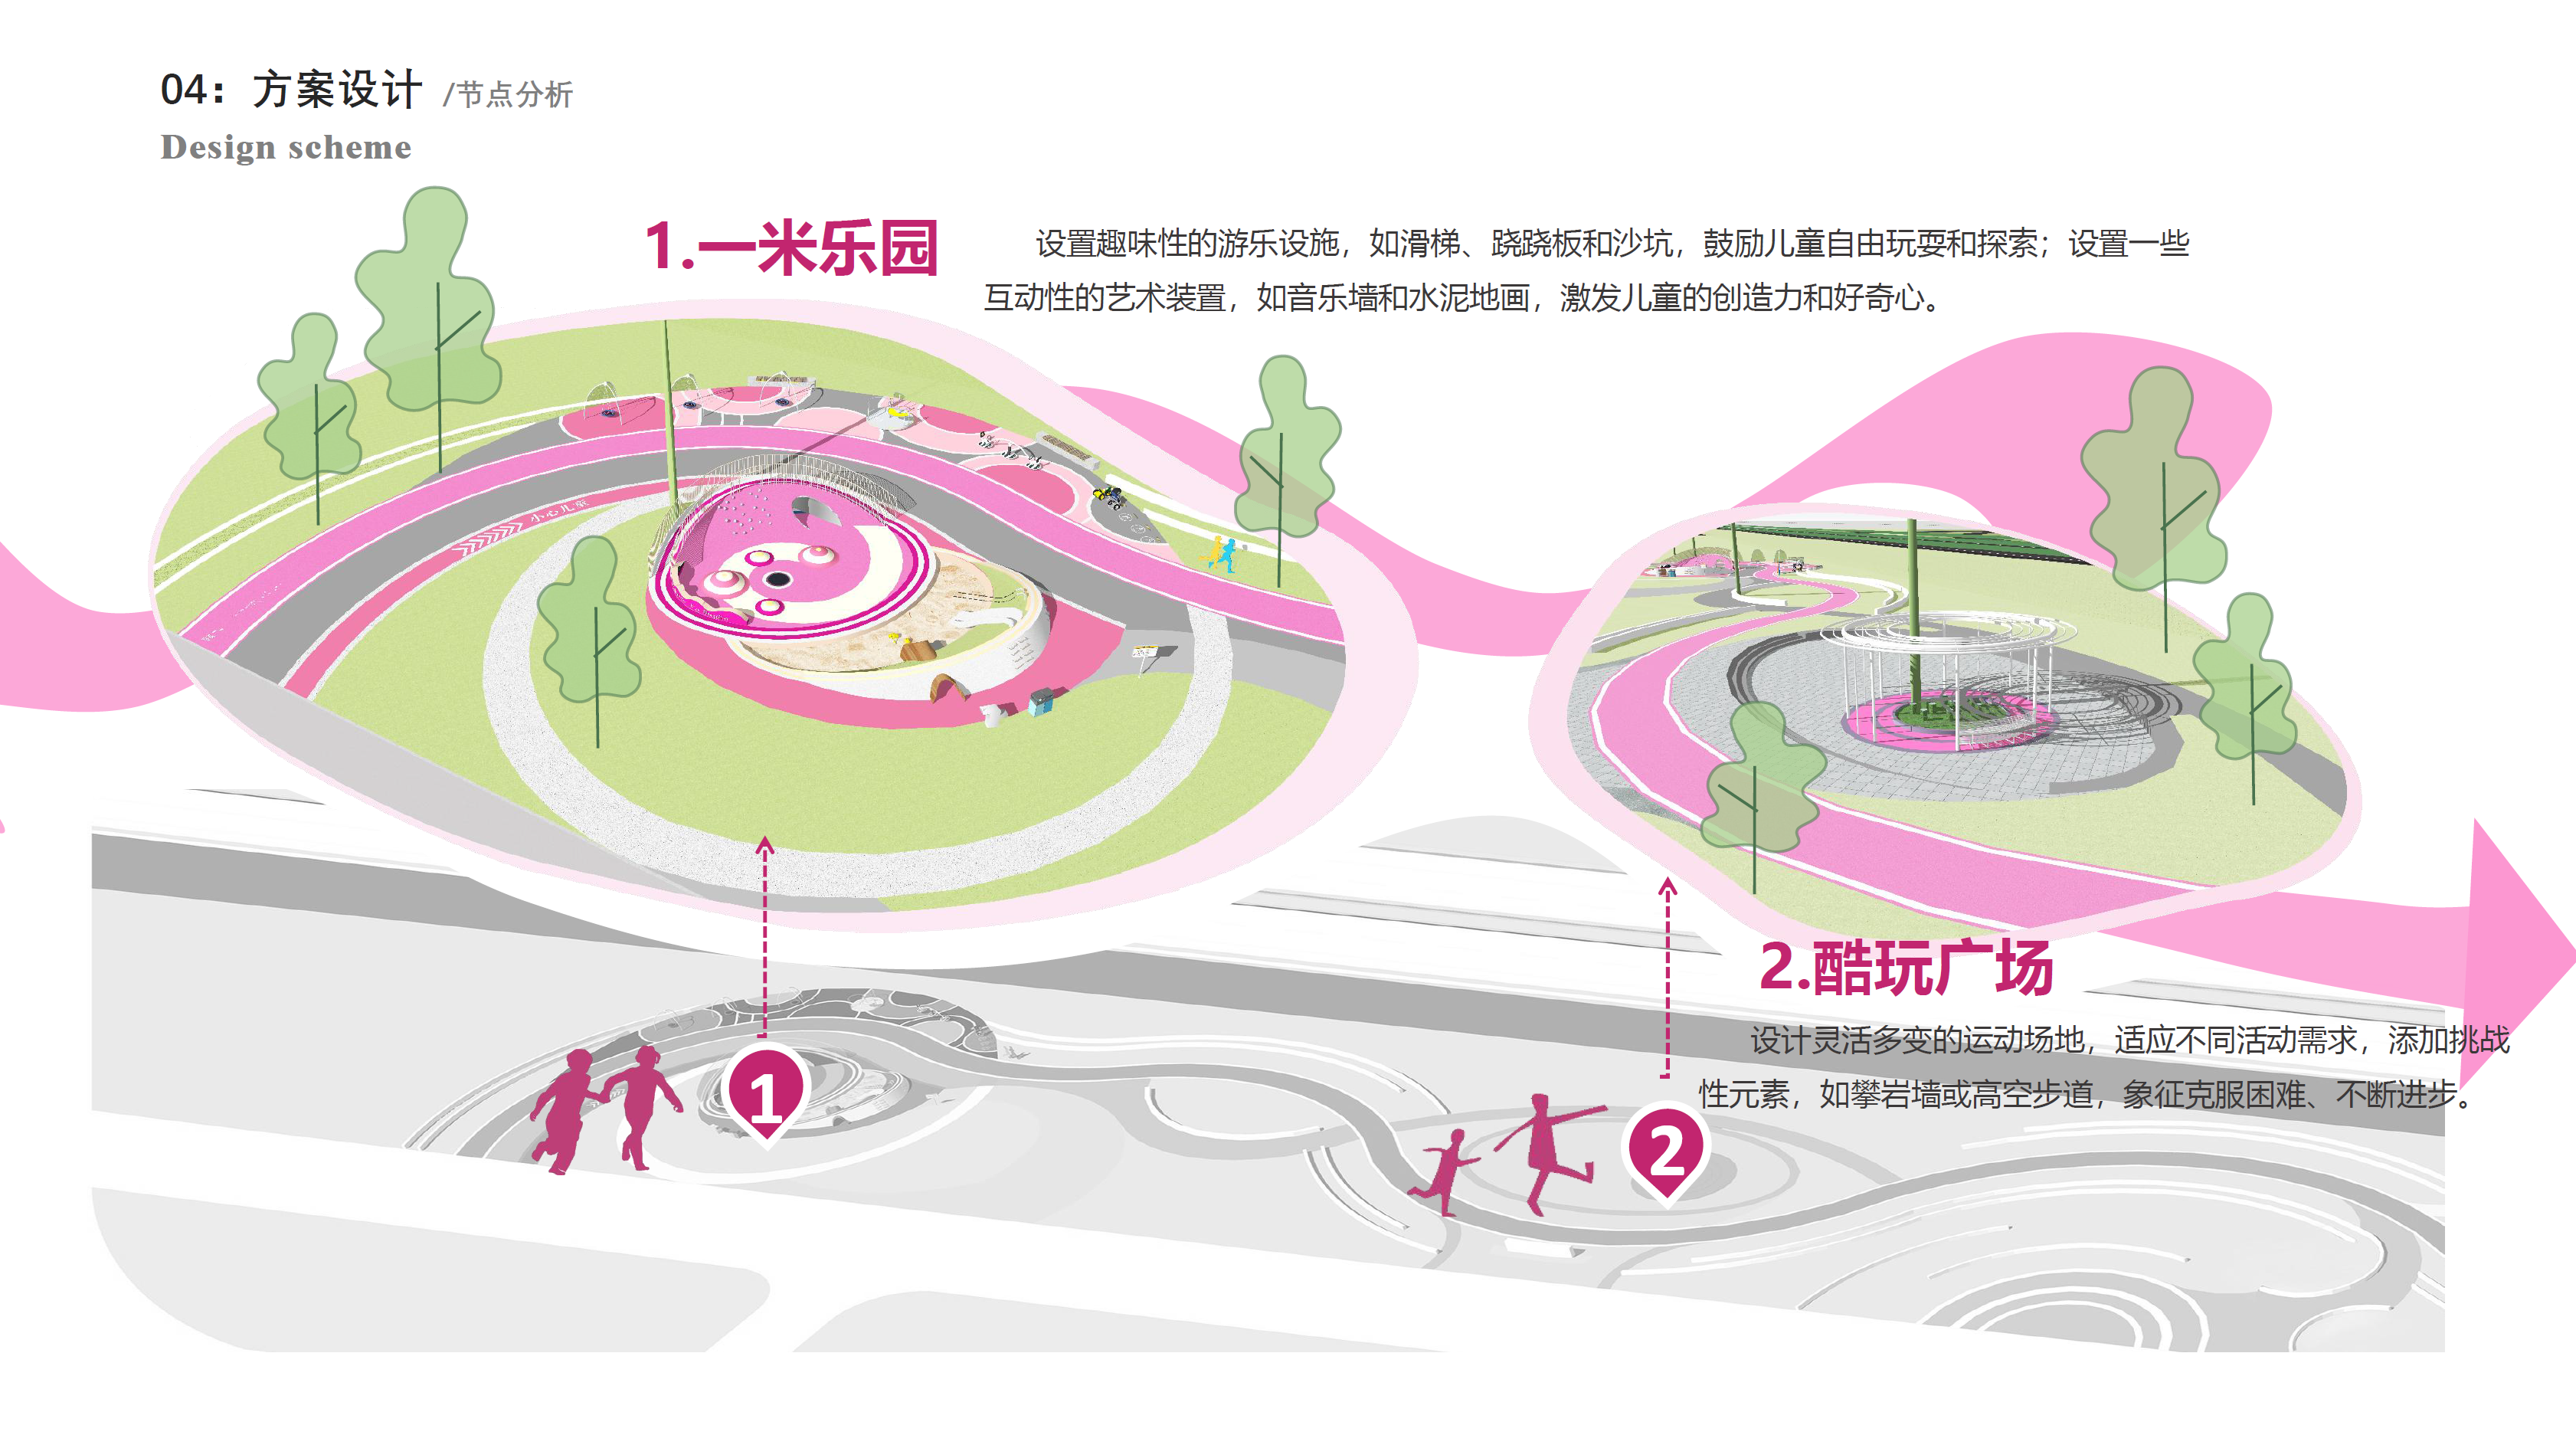 04：方案设计 /节点分析
Design scheme
1.一米乐园
设置趣味性的游乐设施，如滑梯、跷跷板和沙坑，鼓励儿童自由玩耍和探索；设置一些
互动性的艺术装置，如音乐墙和水泥地画，激发儿童的创造力和好奇心。
小心儿童
2.酷玩广场
设计灵活多变的运动场地，适应不同活动需求，添加挑战
性元素，如攀岩墙或高空步道，象征克服困难、不断进步。
1
2